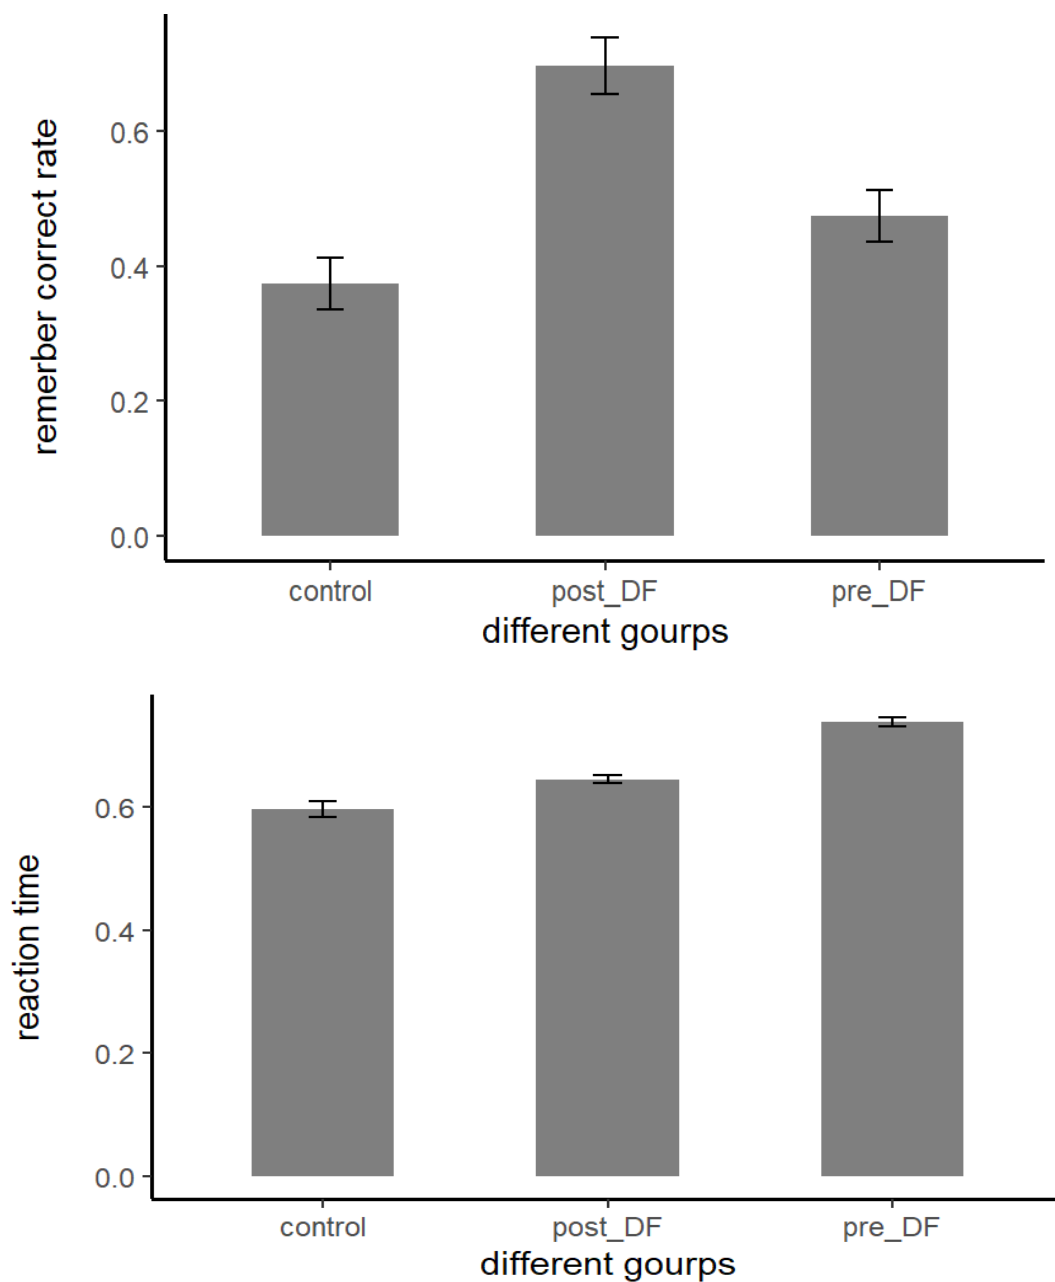 remerber correct rate
0.6
0.4
0.2
0.0
control post_DF pre_DF
different gourps
reaction time
0.6
0.4
0.2
0.0
control post_DF pre_DF
different gourps